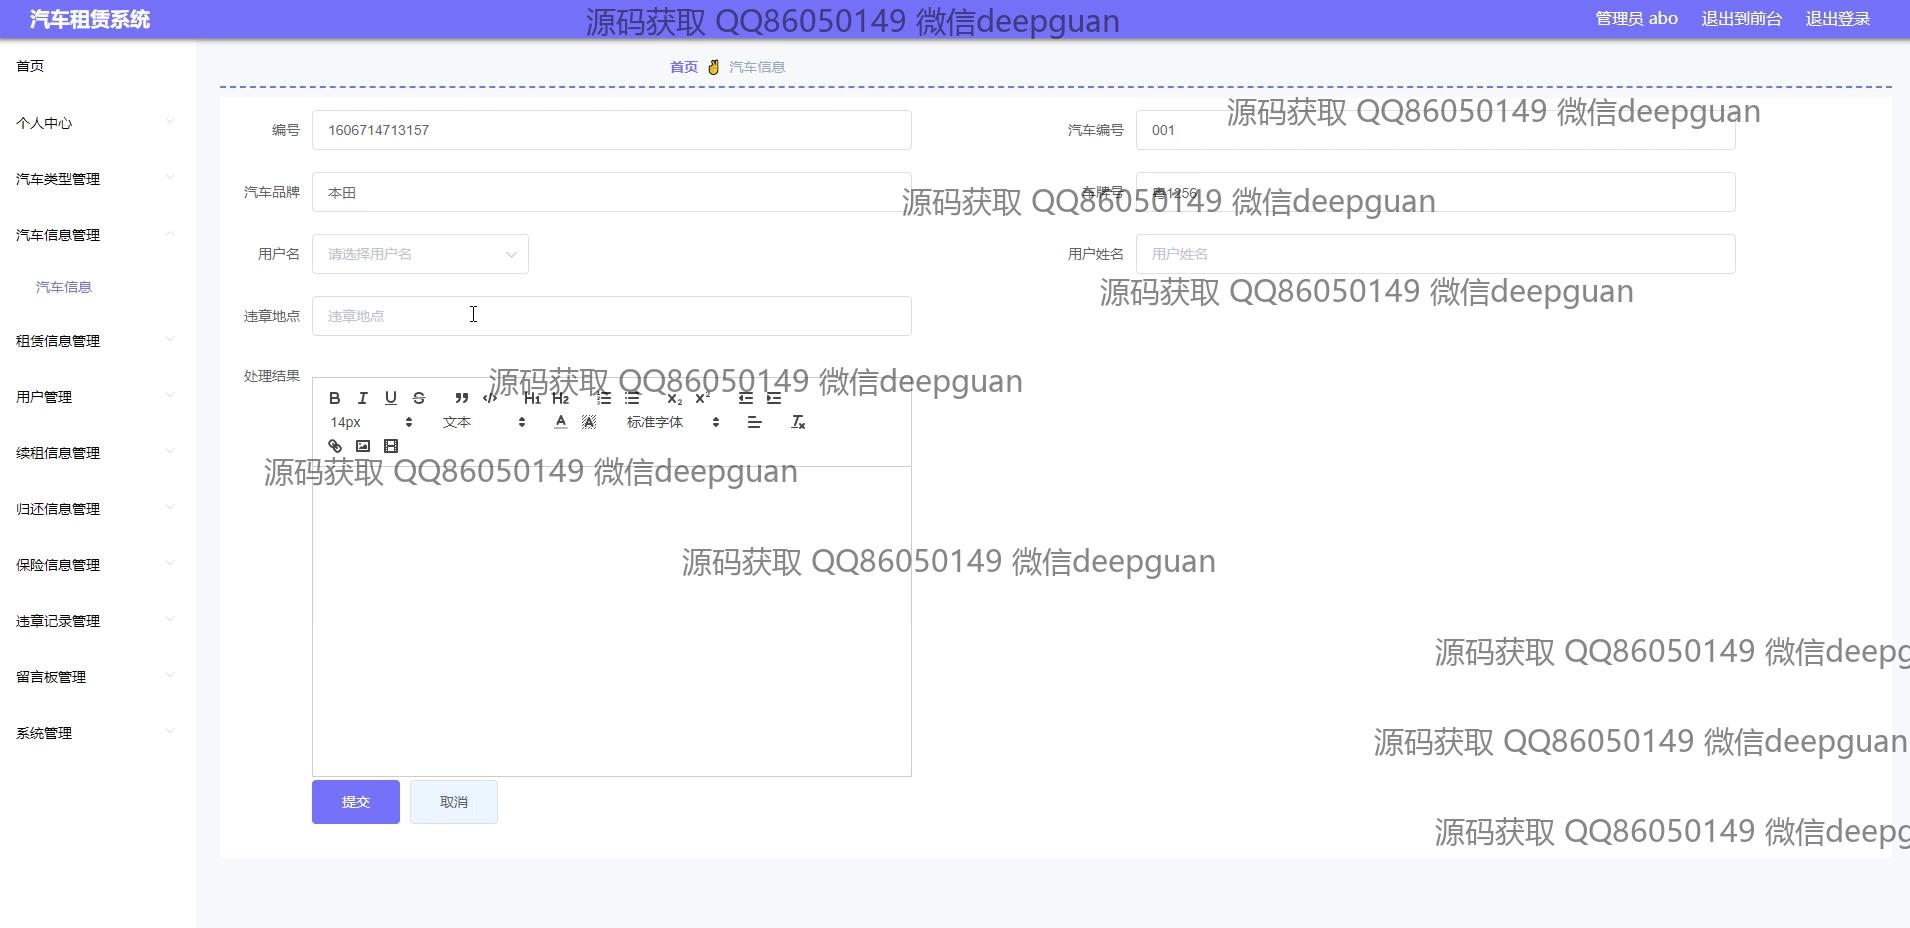 汽车租赁系统
源码获取 QQ86050149 微信deepguan
管理员 abo 退出到前台 退出登录
首页
个人中心
汽车类型管理
汽车信息管理
汽车信息
租赁信息管理
用户管理
续租信息管理
归还信息管理
保险信息管理
违章记录管理
留言板管理
系统管理
首页 汽车信息
编号 1606714713157
汽车编号 001
源码获取 QQ86050149 微信deepguan
汽车品牌 本田
车牌号 粤1256
源码获取 QQ86050149 微信deepguan
用户名 请选择用户名
用户姓名 用户姓名
源码获取 QQ86050149 微信deepguan
违章地点 违章地点
处理结果
源码获取 QQ86050149 微信deepguan
B I U S H1 H2 x2 x2
14px 文本 A A 标准字体 Tx
源码获取 QQ86050149 微信deepguan
源码获取 QQ86050149 微信deepguan
源码获取 QQ86050149 微信deepg
源码获取 QQ86050149 微信deepguan
提交 取消
源码获取 QQ86050149 微信deepg